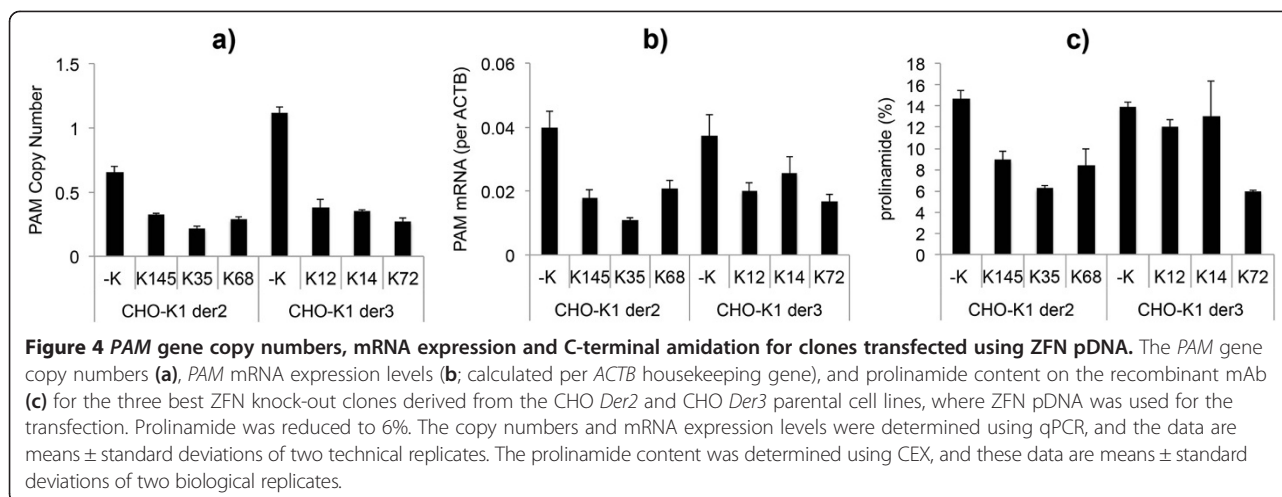 a)
b)
c)
PAM Copy Number
1.5
1
0.5
0
-K K145 K35 K68 -K K12 K14 K72
CHO-K1 der2 CHO-K1 der3
PAM mRNA (per ACTB)
0.06
0.04
0.02
0
-K K145 K35 K68 -K K12 K14 K72
CHO-K1 der2 CHO-K1 der3
prolinamide (%)
18
16
14
12
10
8
6
4
2
0
-K K145 K35 K68 -K K12 K14 K72
CHO-K1 der2 CHO-K1 der3
Figure 4 PAM gene copy numbers, mRNA expression and C-terminal amidation for clones transfected using ZFN pDNA. The PAM gene
copy numbers (a), PAM mRNA expression levels (b; calculated per ACTB housekeeping gene), and prolinamide content on the recombinant mAb
(c) for the three best ZFN knock-out clones derived from the CHO Der2 and CHO Der3 parental cell lines, where ZFN pDNA was used for the
transfection. Prolinamide was reduced to 6%. The copy numbers and mRNA expression levels were determined using qPCR, and the data are
means ± standard deviations of two technical replicates. The prolinamide content was determined using CEX, and these data are means ± standard
deviations of two biological replicates.